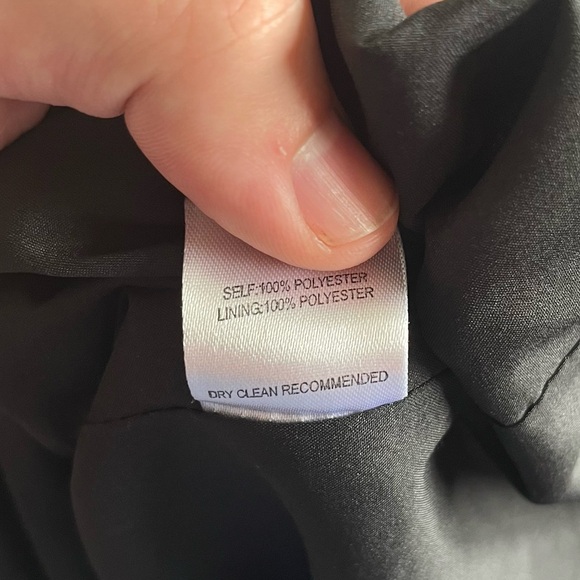 SELF:100% POLYESTER
LINING:100% POLYESTER
DRY CLEAN RECOMMENDED